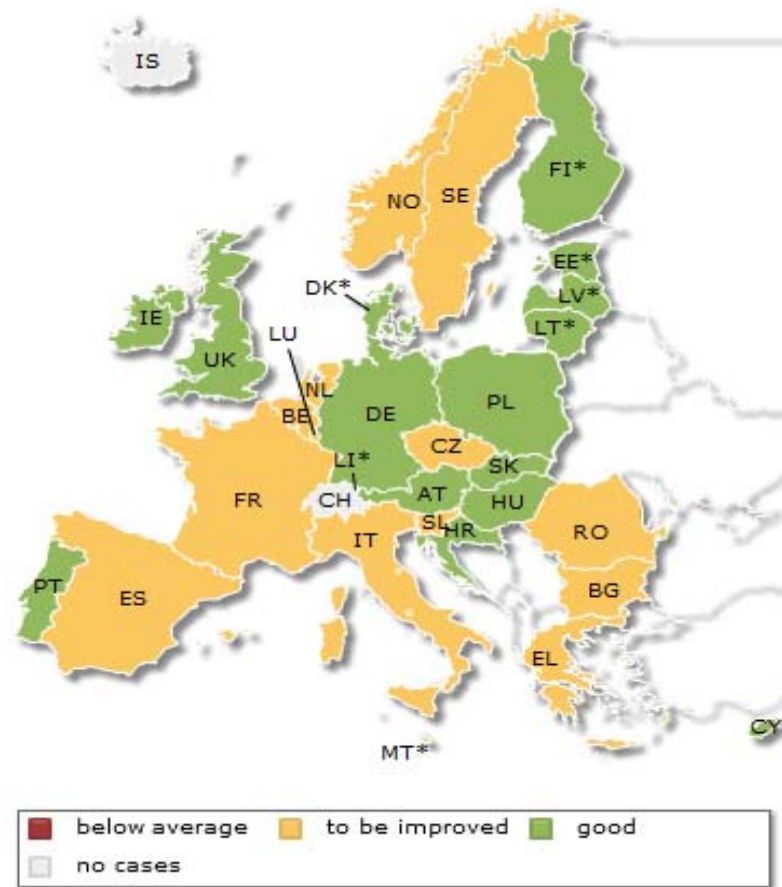 IS
FI*
NO
SE
EE*
DK*
LV*
IE
LT*
LU
UK
NL
PL
BE
DE
CZ
LI*
SK
AT
FR
CH
HU
SL
HR
IT
RO
PT
ES
BG
EL
CY
MT*
below average
to be improved
good
no cases